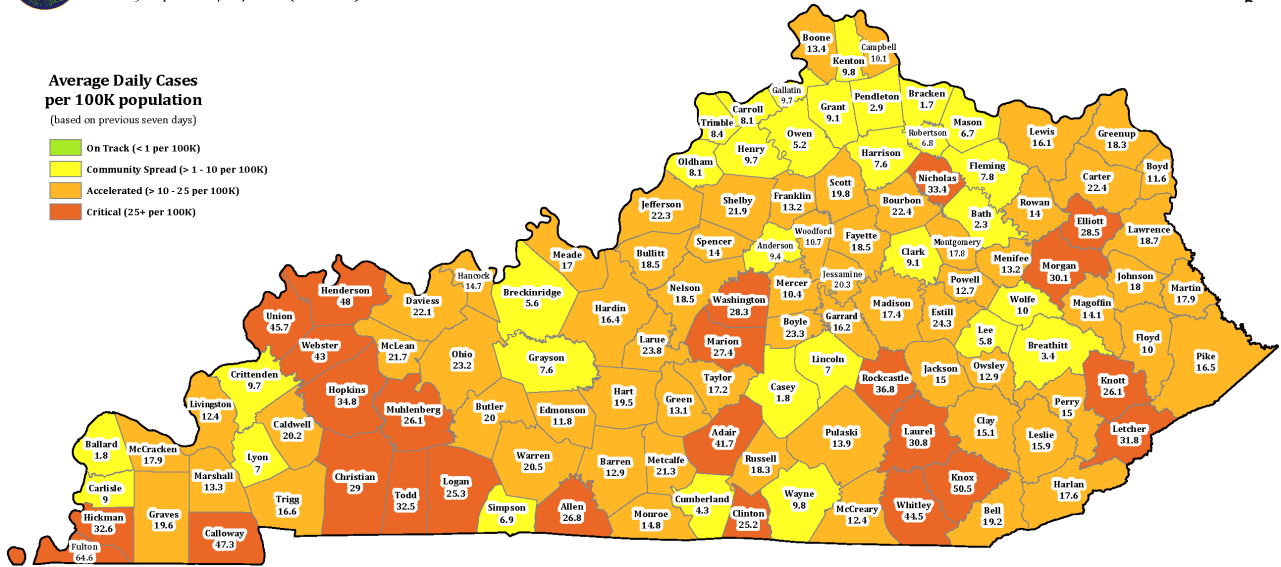 Average Daily Cases
per 100K population
(based on previous seven days)
On Track (< 1 per 100K)
Community Spread (> 1 - 10 per 100K)
Accelerated (> 10 - 25 per 100K)
Critical (25+ per 100K)
Boone
13.4
Kenton
9.8
Campbell
10.1
Gallatin
9.7
Carroll
8.1
Trimble
8.4
Grant
9.1
Pendleton
2.9
Bracken
1.7
Mason
6.7
Robertson
6.8
Owen
5.2
Henry
9.7
Oldham
8.1
Harrison
7.6
Lewis
16.1
Greenup
18.3
Boyd
11.6
Carter
22.4
Fleming
7.8
Nicholas
33.4
Rowan
14
Elliott
28.5
Lawrence
18.7
Jefferson
22.3
Shelby
21.9
Franklin
13.2
Scott
19.8
Bourbon
22.4
Bath
2.3
Spencer
14
Anderson
9.4
Woodford
10.7
Fayette
18.5
Clark
9.1
Montgomery
17.8
Menifee
13.2
Morgan
30.1
Johnson
18
Martin
17.9
Bullitt
18.5
Meade
17
Hancock
14.7
Breckinridge
5.6
Hardin
16.4
Nelson
18.5
Washington
28.3
Mercer
10.4
Jessamine
20.3
Madison
17.4
Powell
12.7
Estill
24.3
Wolfe
10
Magoffin
14.1
Floyd
10
Pike
16.5
Henderson
48
Daviess
22.1
Union
45.7
Webster
43
McLean
21.7
Ohio
23.2
Grayson
7.6
Larue
23.8
Marion
27.4
Boyle
23.3
Garrard
16.2
Lincoln
7
Lee
5.8
Breathitt
3.4
Owsley
12.9
Jackson
15
Rockcastle
36.8
Knott
26.1
Perry
15
Letcher
31.8
Crittenden
9.7
Hopkins
34.8
Livingston
12.4
Muhlenberg
26.1
Butler
20
Edmonson
11.8
Hart
19.5
Green
13.1
Taylor
17.2
Casey
1.8
Adair
41.7
Pulaski
13.9
Laurel
30.8
Clay
15.1
Leslie
15.9
Harlan
17.6
Caldwell
20.2
Lyon
7
Ballard
1.8
McCracken
17.9
Marshall
13.3
Carlisle
9
Hickman
32.6
Fulton
64.6
Graves
19.6
Calloway
47.3
Trigg
16.6
Christian
29
Todd
32.5
Logan
25.3
Warren
20.5
Simpson
6.9
Allen
26.8
Barren
12.9
Metcalfe
21.3
Monroe
14.8
Cumberland
4.3
Russell
18.3
Clinton
25.2
Wayne
9.8
McCreary
12.4
Whitley
44.5
Knox
50.5
Bell
19.2